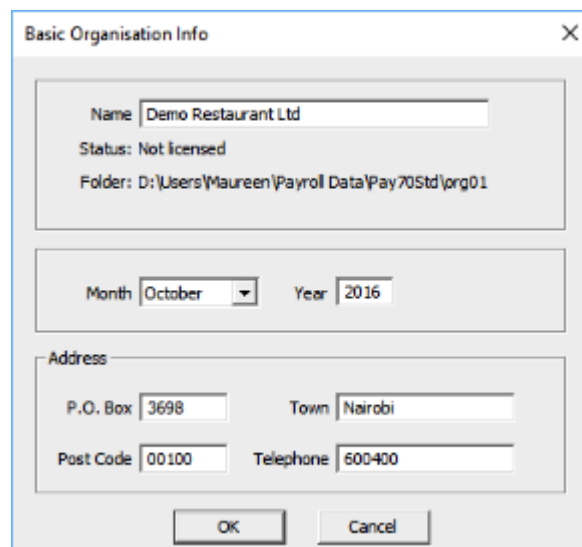 Basic Organisation Info
Name Demo Restaurant Ltd
Status: Not licensed
Folder: D:\Users\Maureen\Payroll Data\Pay70Std\org01
Month October Year 2016
Address
P.O. Box 3698 Town Nairobi
Post Code 00100 Telephone 600400
OK Cancel